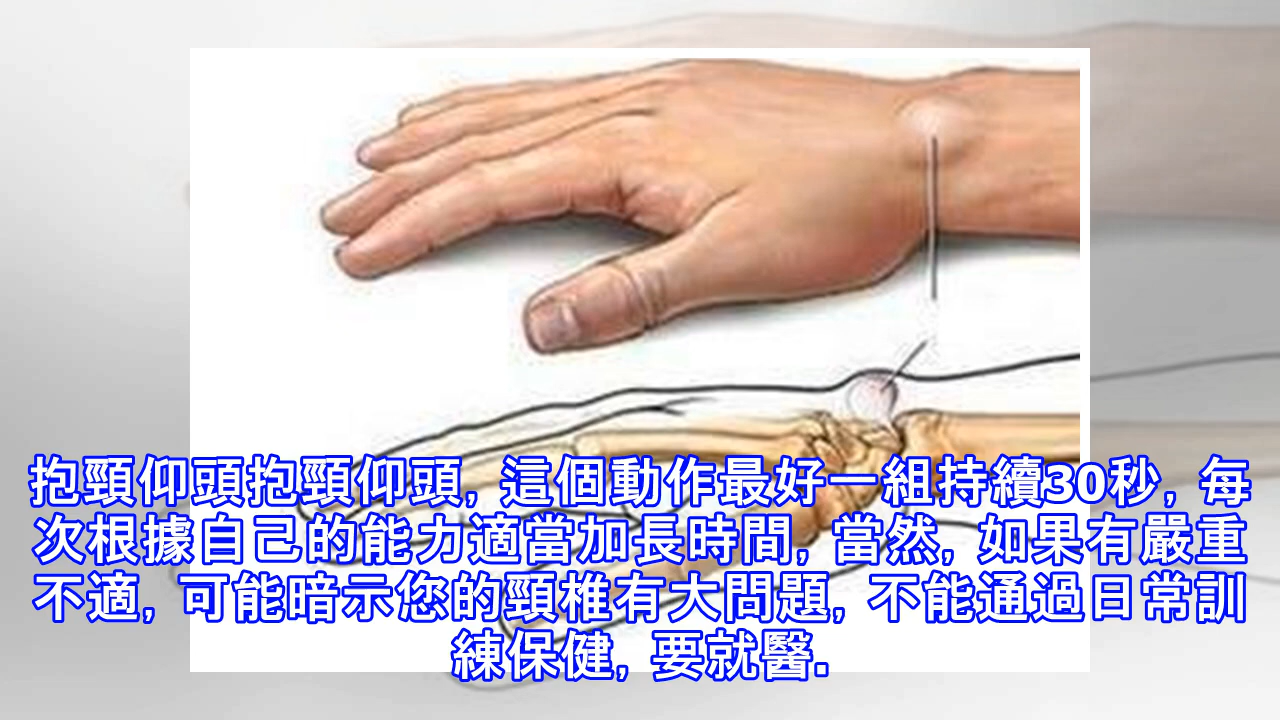 抱頸仰頭抱頸仰頭, 這個動作最好一組持續30秒, 每
次根據自己的能力適當加長時間, 當然, 如果有嚴重
不適, 可能暗示您的頸椎有大問題, 不能通過日常訓
練保健, 要就醫.